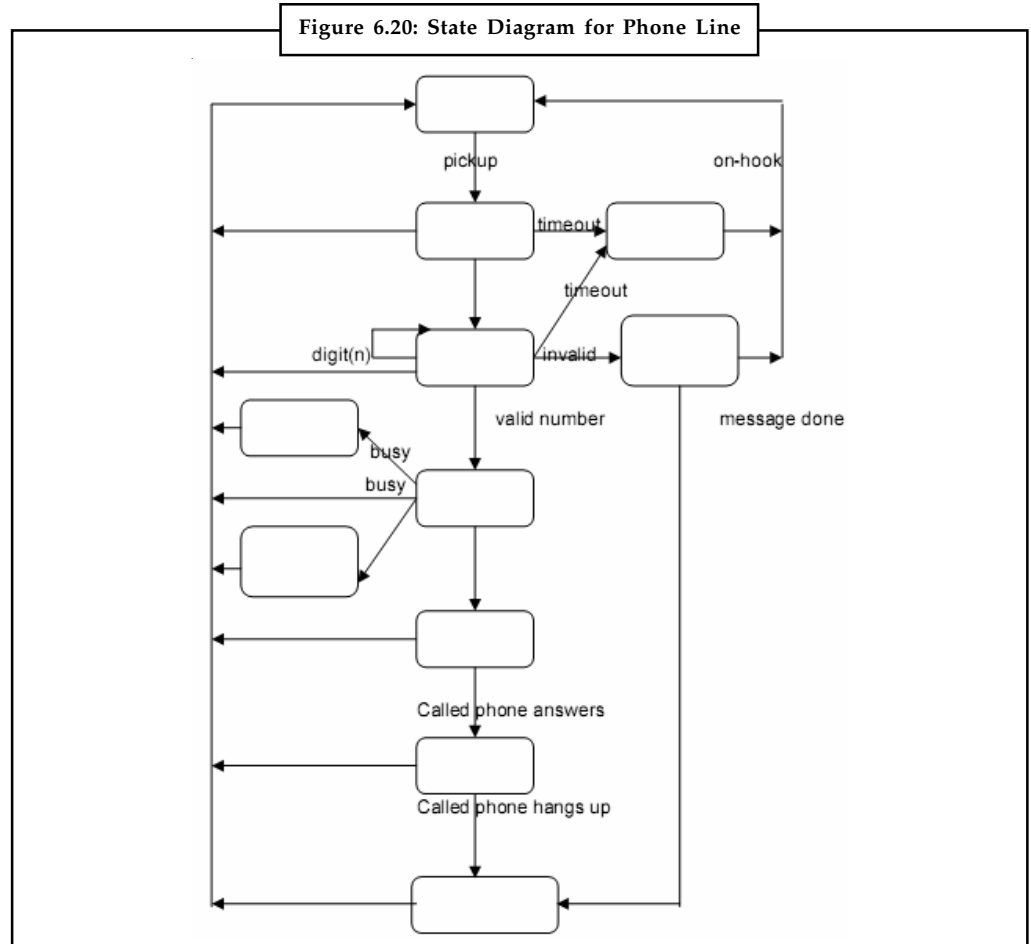 Figure 6.20: State Diagram for Phone Line
pickup
on-hook
timeout
timeout
digit(n)
invalid
valid number
message done
busy
busy
Called phone answers
Called phone hangs up